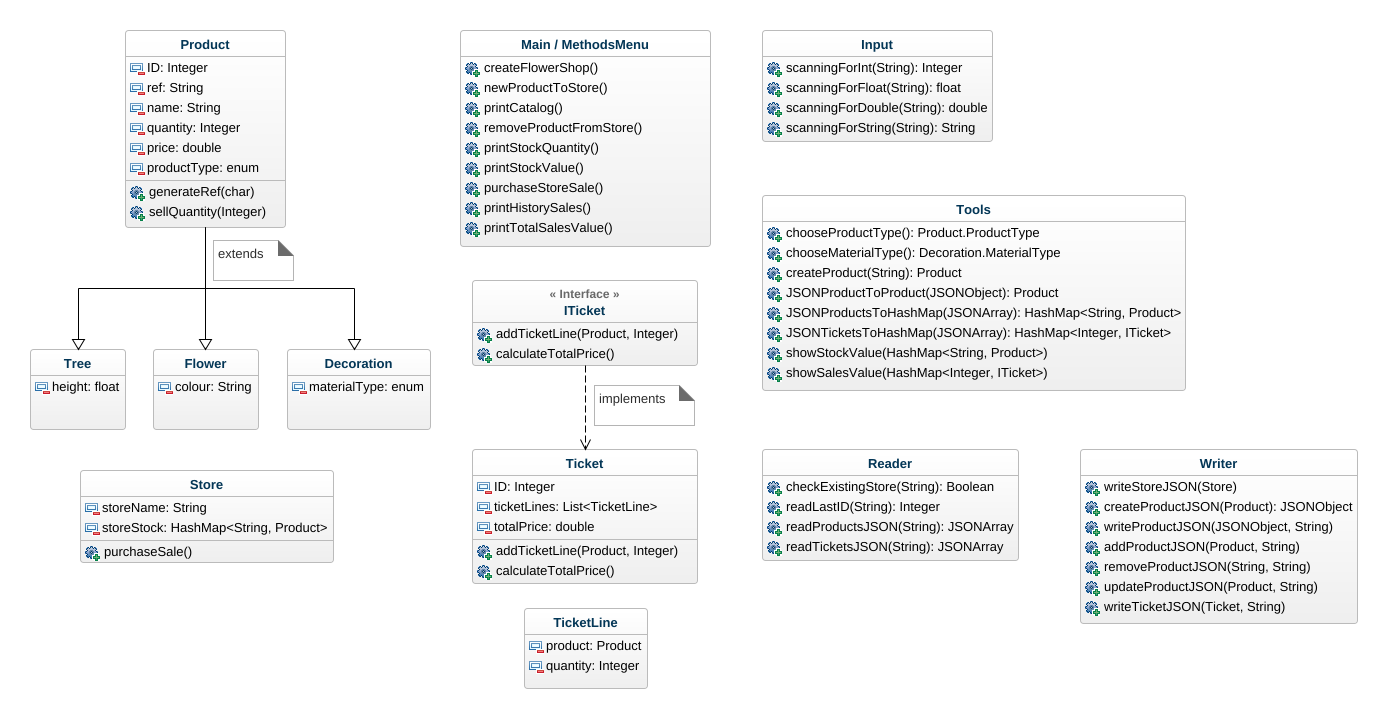 Product
ID: Integer
ref: String
name: String
quantity: Integer
price: double
productType: enum
generateRef(char)
sellQuantity(Integer)
extends
Tree
height: float
Flower
colour: String
Decoration
materialType: enum
Store
storeName: String
storeStock: HashMap<String, Product>
purchaseSale()
Main / MethodsMenu
createFlowerShop()
newProductToStore()
printCatalog()
removeProductFromStore()
printStockQuantity()
printStockValue()
purchaseStoreSale()
printHistorySales()
printTotalSalesValue()
« Interface »
ITicket
addTicketLine(Product, Integer)
calculateTotalPrice()
implements
Ticket
ID: Integer
ticketLines: List<TicketLine>
totalPrice: double
addTicketLine(Product, Integer)
calculateTotalPrice()
TicketLine
product: Product
quantity: Integer
Input
scanningForInt(String): Integer
scanningForFloat(String): float
scanningForDouble(String): double
scanningForString(String): String
Tools
chooseProductType(): Product.ProductType
chooseMaterialType(): Decoration.MaterialType
createProduct(String): Product
JSONProductToProduct(JSONObject): Product
JSONProductsToHashMap(JSONArray): HashMap<String, Product>
JSONTicketsToHashMap(JSONArray): HashMap<Integer, ITicket>
showStockValue(HashMap<String, Product>)
showSalesValue(HashMap<Integer, ITicket>)
Reader
checkExistingStore(String): Boolean
readLastID(String): Integer
readProductsJSON(String): JSONArray
readTicketsJSON(String): JSONArray
Writer
writeStoreJSON(Store)
createProductJSON(Product): JSONObject
writeProductJSON(JSONObject, String)
addProductJSON(Product, String)
removeProductJSON(String, String)
updateProductJSON(Product, String)
writeTicketJSON(Ticket, String)